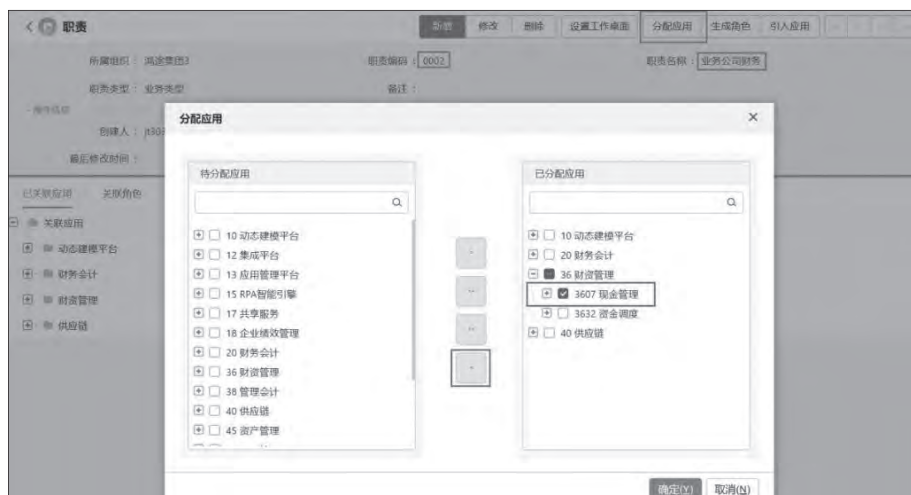 职责
新增 修改 删除 设置工作桌面 分配应用 生成角色 引入应用
所属组织： 鸿途集团3 职责编码： 0002 职责名称： 业务公司财务
职责类型： 业务类型 备注：
创建人：
最后修改时间：
已关联应用 关联角色
关联应用
动态建模平台
财务会计
财资管理
供应链
分配应用
待分配应用
10 动态建模平台
12 集成平台
13 应用管理平台
15 RPA智能引擎
17 共享服务
18 企业绩效管理
20 财务会计
36 财资管理
38 管理会计
40 供应链
45 资产管理
已分配应用
10 动态建模平台
20 财务会计
36 财资管理
3607 现金管理
3632 资金调度
40 供应链
确定(Y) 取消(N)